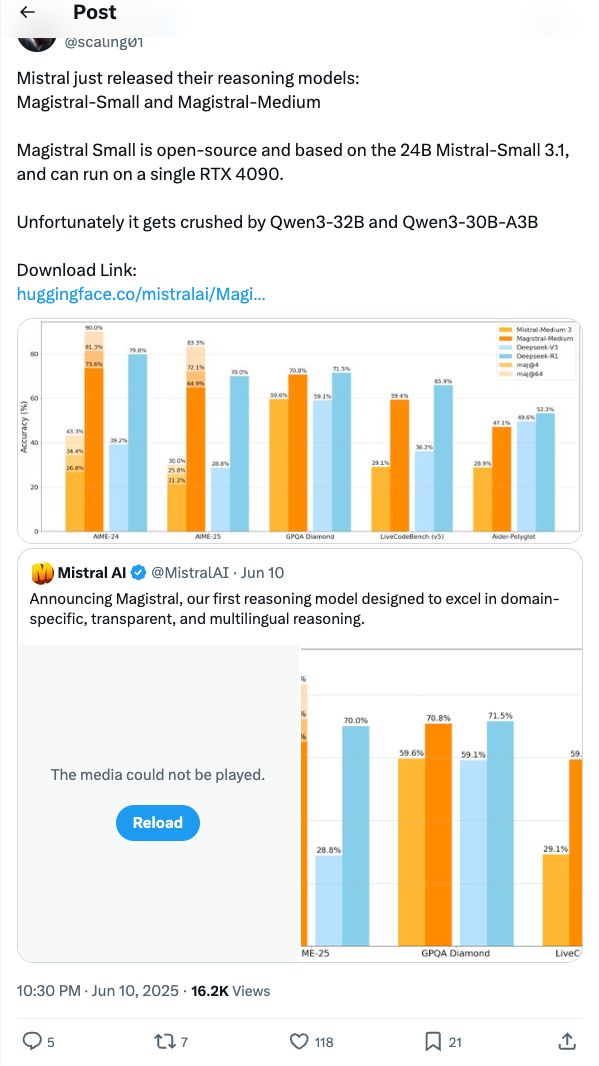 Post
@scaling01
Mistral just released their reasoning models:
Magistral-Small and Magistral-Medium
Magistral Small is open-source and based on the 24B Mistral-Small 3.1,
and can run on a single RTX 4090.
Unfortunately it gets crushed by Qwen3-32B and Qwen3-30B-A3B
Download Link:
huggingface.co/mistralai/Magi...
Accuracy (%)
80
60
40
20
0
43.3%
34.4%
26.8%
90.0%
81.3%
73.6%
39.2%
79.8%
AIME-24
30.0%
25.8%
21.2%
83.3%
72.1%
64.9%
28.8%
70.0%
AIME-25
59.6%
70.8%
59.1%
71.5%
GPQA Diamond
29.1%
59.4%
36.2%
65.9%
LiveCodeBench (v5)
28.9%
47.1%
49.6%
53.3%
Aider-Polyglot
Mistral-Medium 3
Magistral-Medium
Deepseek-V3
Deepseek-R1
maj@4
maj@64
Mistral AI @MistralAI · Jun 10
Announcing Magistral, our first reasoning model designed to excel in domain-
specific, transparent, and multilingual reasoning.
The media could not be played.
Reload
%
%
%
28.8%
70.0%
ME-25
59.6%
70.8%
59.1%
71.5%
GPQA Diamond
29.1%
59.
LiveC
10:30 PM · Jun 10, 2025 · 16.2K Views
5
7
118
21